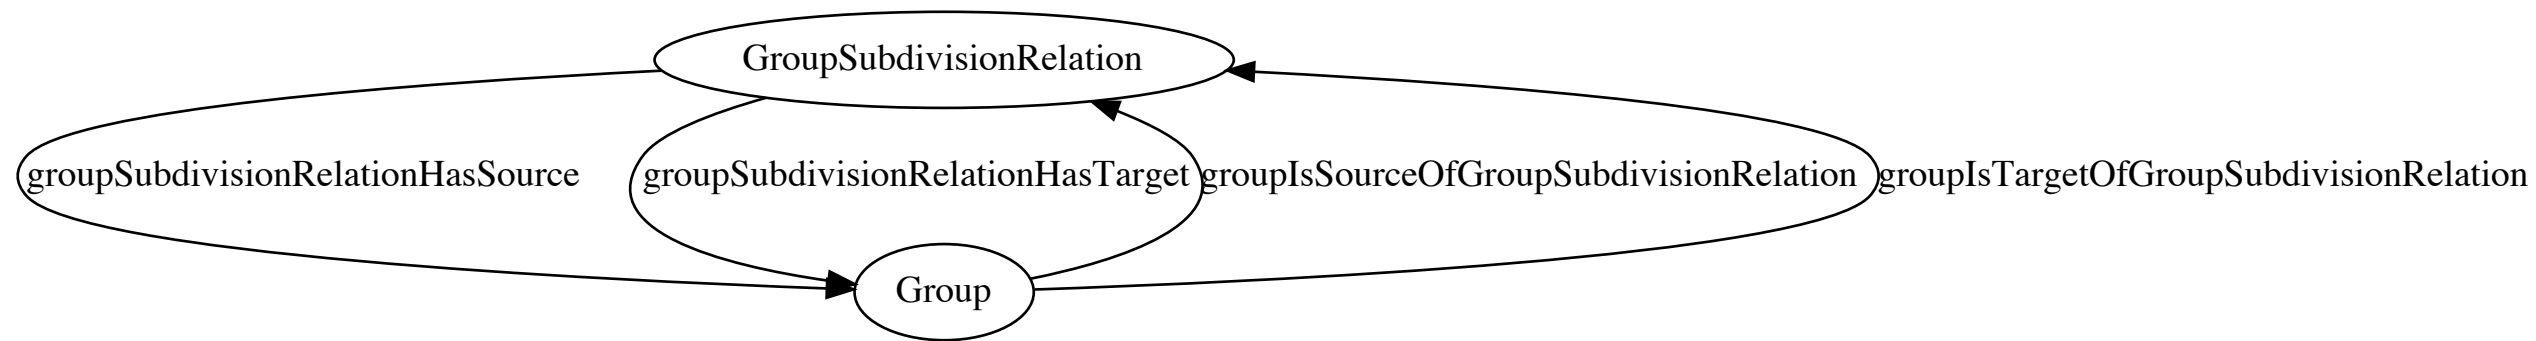 GroupSubdivisionRelation
groupSubdivisionRelationHasSource
groupSubdivisionRelationHasTarget
groupIsSourceOfGroupSubdivisionRelation
groupIsTargetOfGroupSubdivisionRelation
Group